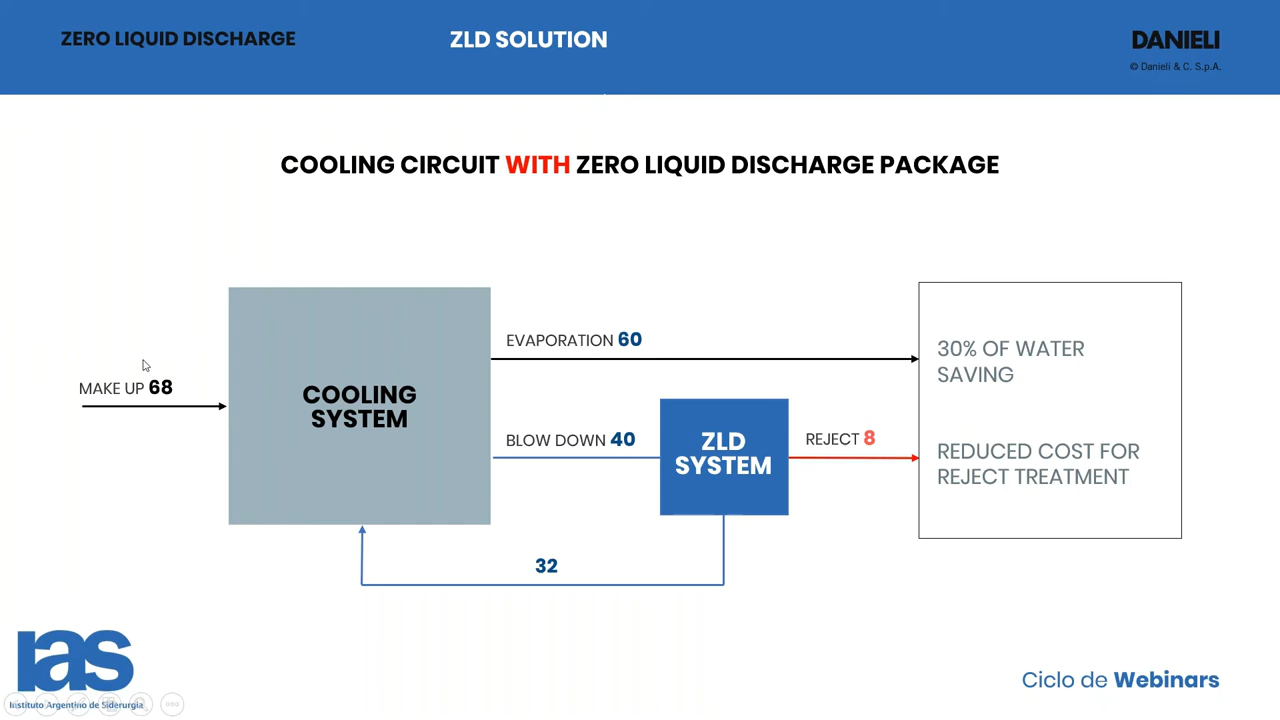 ZERO LIQUID DISCHARGE
ZLD SOLUTION
DANIELI
© Danieli & C. S.p.A.
COOLING CIRCUIT WITH ZERO LIQUID DISCHARGE PACKAGE
MAKE UP 68
COOLING
SYSTEM
EVAPORATION 60
BLOW DOWN 40
ZLD
SYSTEM
REJECT 8
30% OF WATER
SAVING
REDUCED COST FOR
REJECT TREATMENT
32
ias
Instituto Argentino de Siderurgia
Ciclo de Webinars